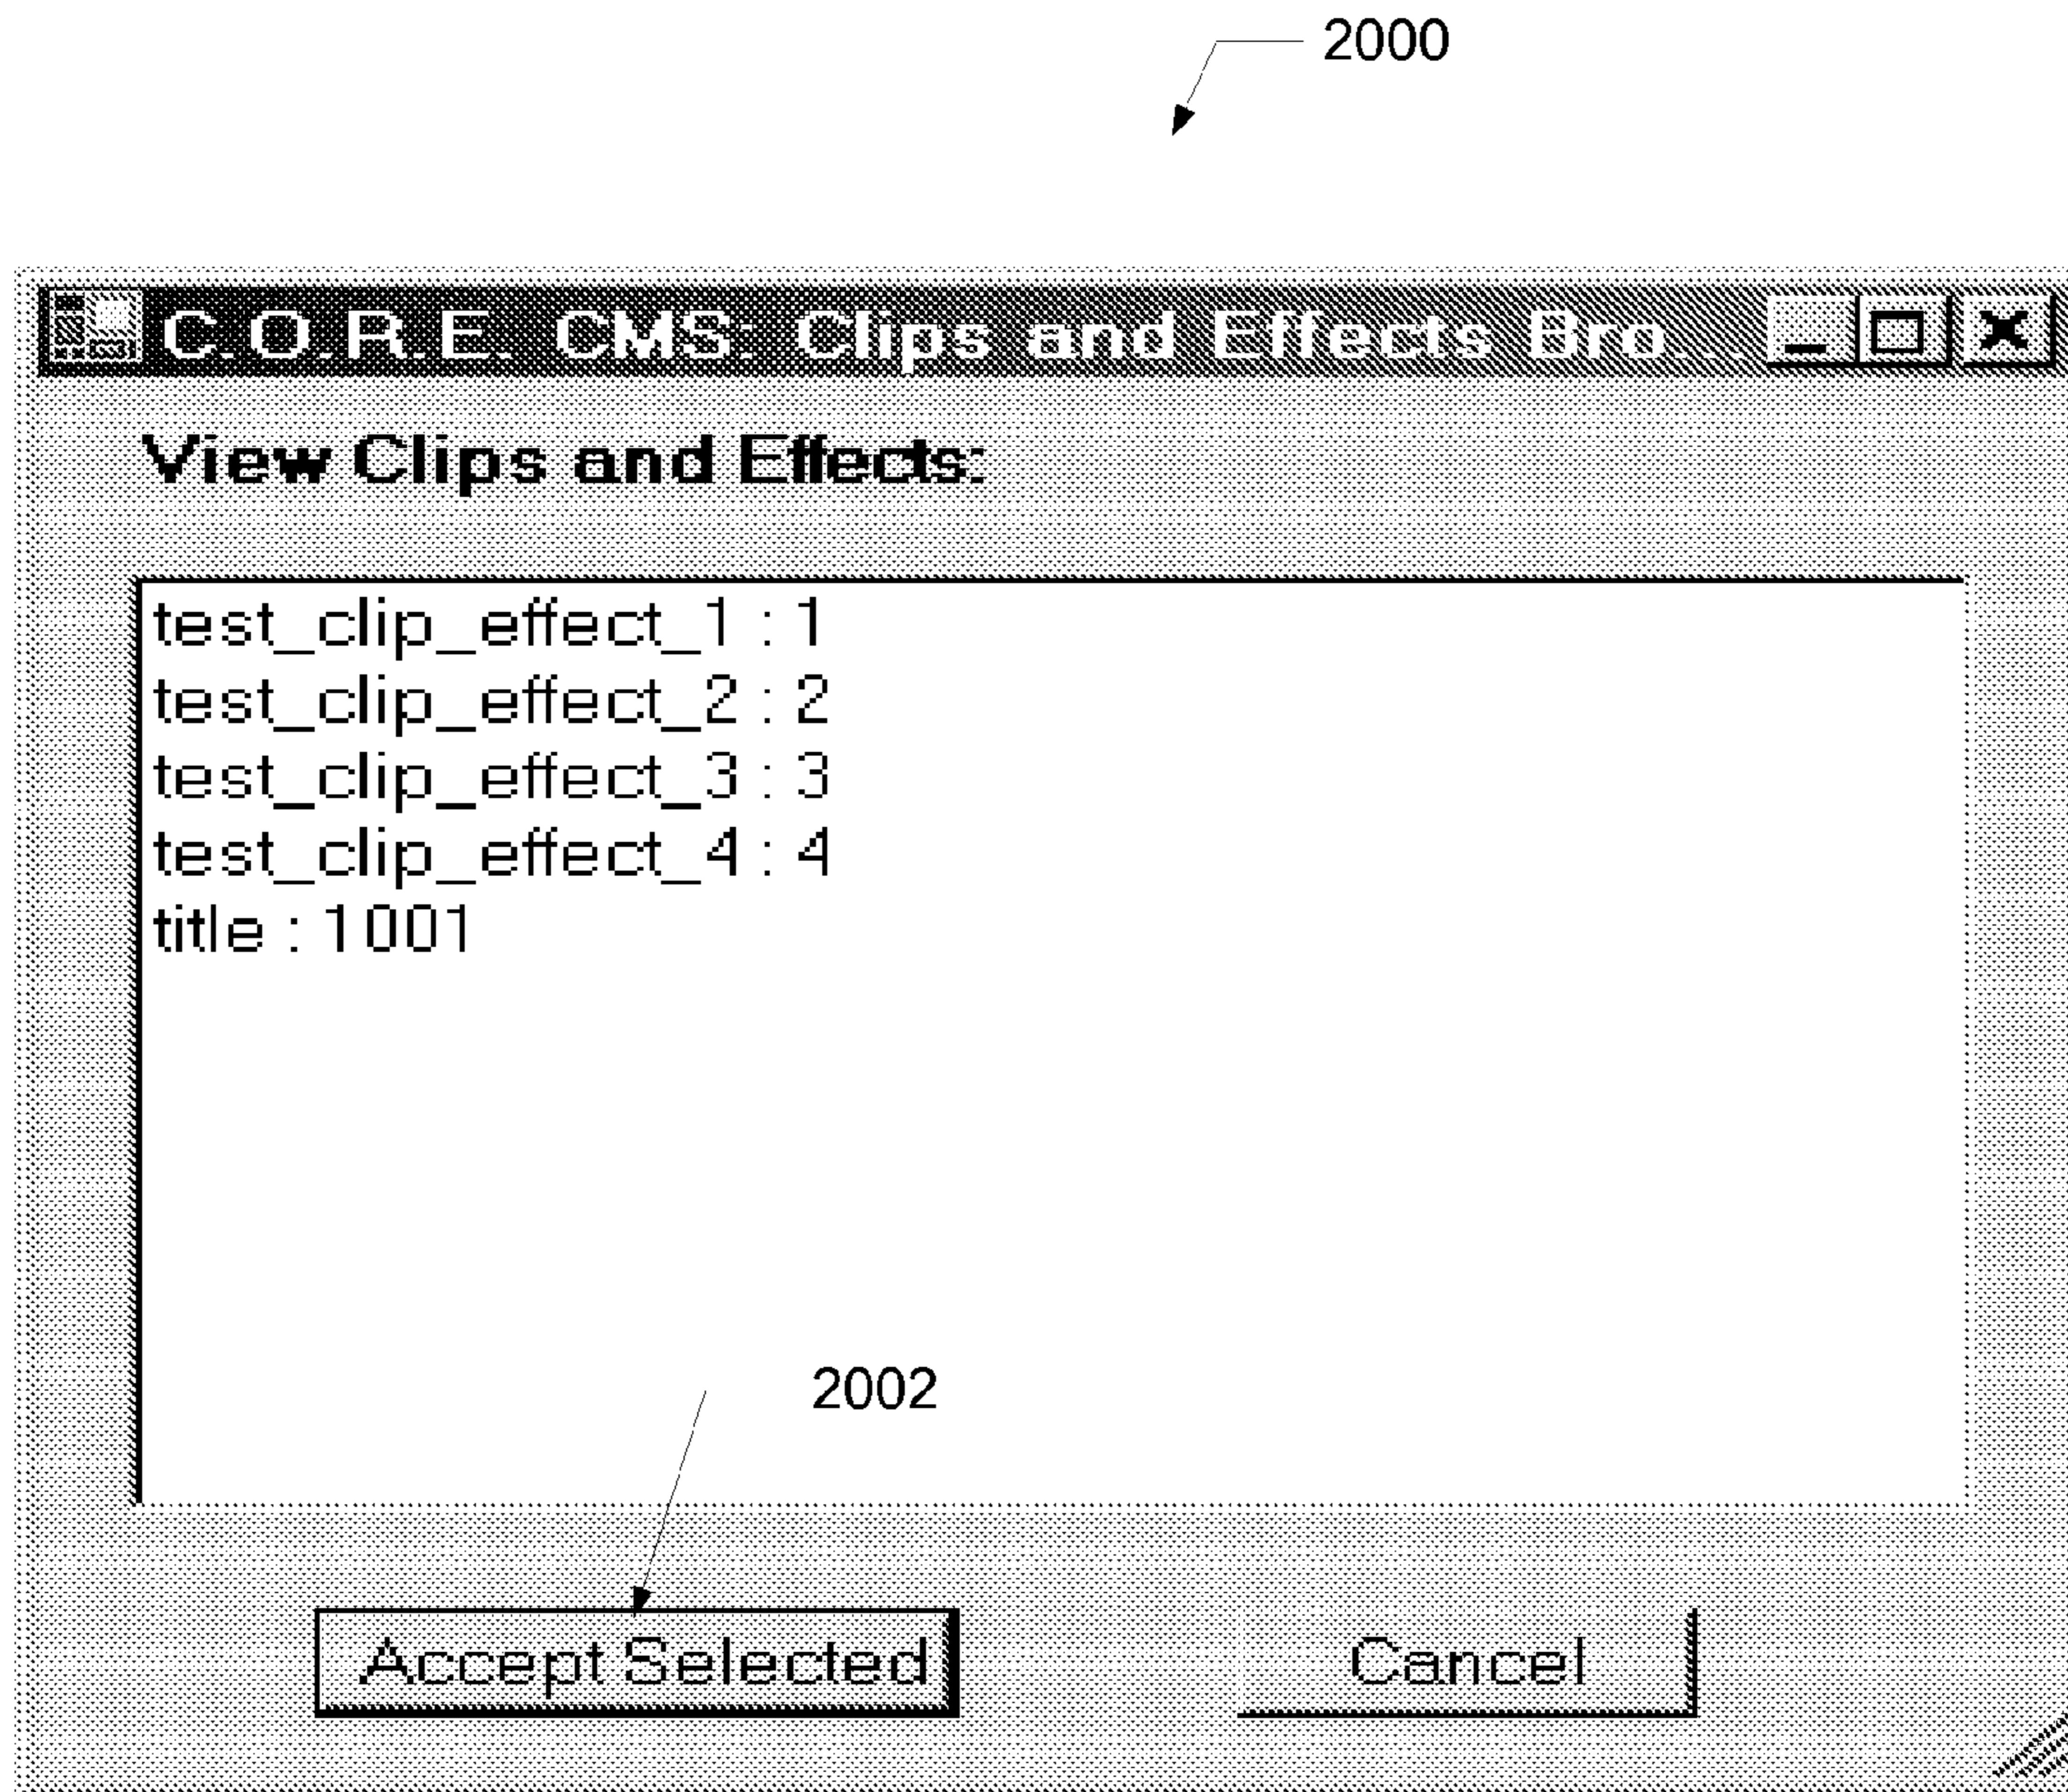 2000
C.O.R.E. CMS: Clips and Effects Bro...
View Clips and Effects:
test_clip_effect_1 : 1
test_clip_effect_2 : 2
test_clip_effect_3 : 3
test_clip_effect_4 : 4
title : 1001
2002
Accept Selected
Cancel